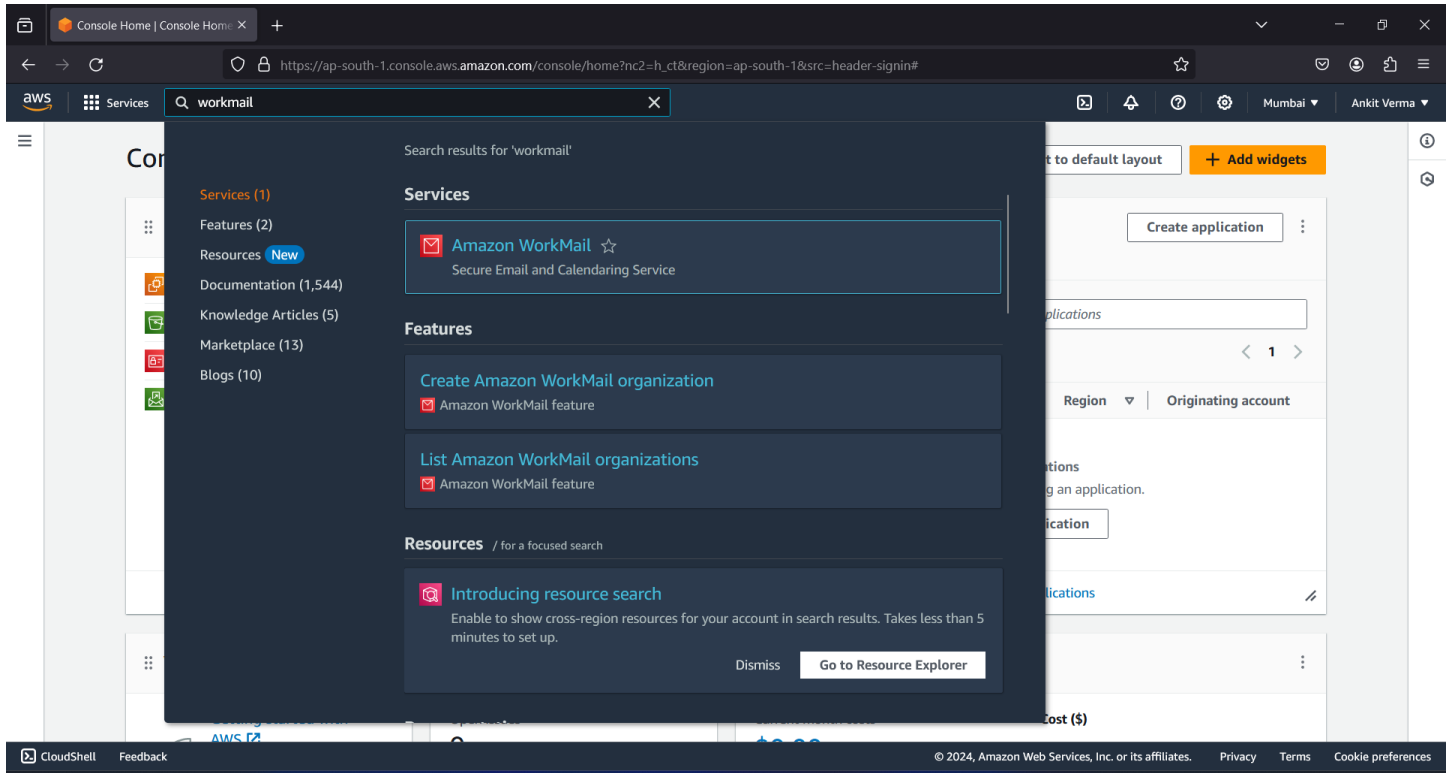 Console Home | Console Home
https://ap-south-1.console.aws.amazon.com/console/home?nc2=h_ct&region=ap-south-1&src=header-signin#
aws Services workmail Mumbai ▼ Ankit Verma ▼
Search results for 'workmail'
t to default layout + Add widgets
Services (1)
Features (2)
Resources New
Documentation (1,544)
Knowledge Articles (5)
Marketplace (13)
Blogs (10)
Services
Amazon WorkMail
Secure Email and Calendaring Service
Features
Create Amazon WorkMail organization
Amazon WorkMail feature
List Amazon WorkMail organizations
Amazon WorkMail feature
Resources / for a focused search
Introducing resource search
Enable to show cross-region resources for your account in search results. Takes less than 5
minutes to set up.
Dismiss Go to Resource Explorer
Create application
plications
1
Region Originating account
tions
g an application.
ication
lications
Cost ($)
AWS
CloudShell Feedback © 2024, Amazon Web Services, Inc. or its affiliates. Privacy Terms Cookie preferences